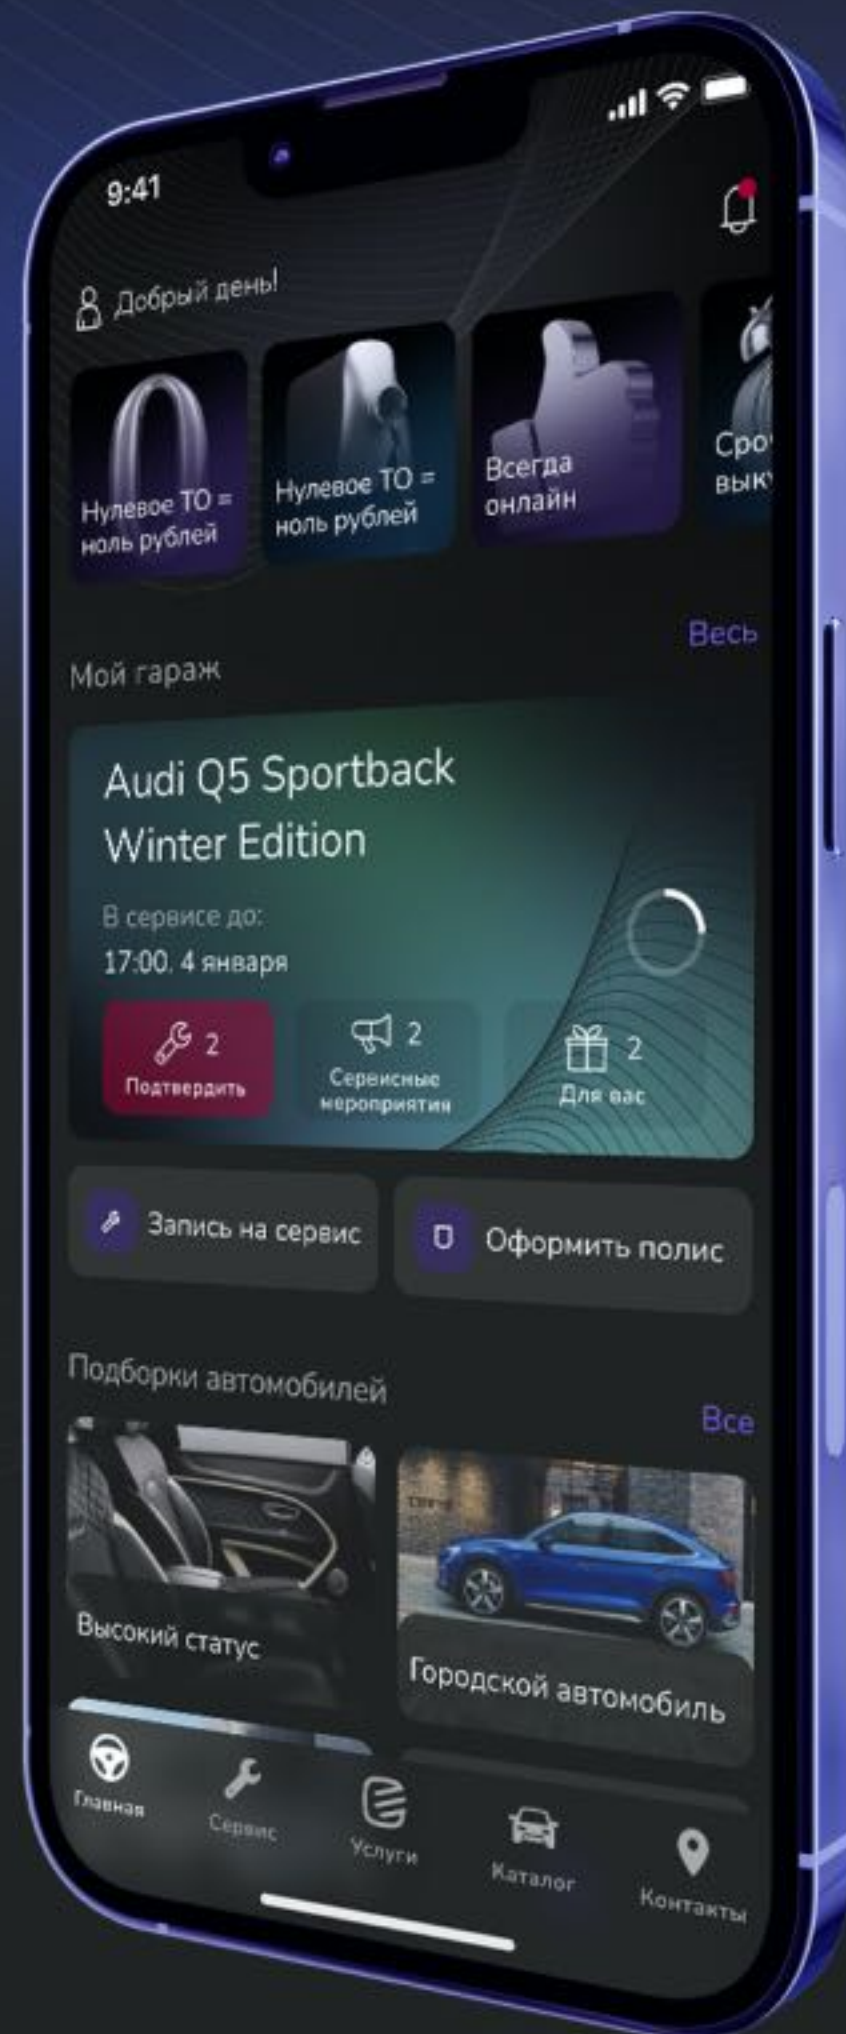 9:41
Добрый день!
Нулевое ТО =
ноль рублей
Нулевое ТО =
ноль рублей
Всегда
онлайн
Сроч
вык
Мой гараж
Весь
Audi Q5 Sportback
Winter Edition
В сервисе до:
17:00, 4 января
2
Подтвердить
2
Сервисные
мероприятия
2
Для вас
Запись на сервис
Оформить полис
Подборки автомобилей
Все
Высокий статус
Городской автомобиль
Главная
Сервис
Услуги
Каталог
Контакты